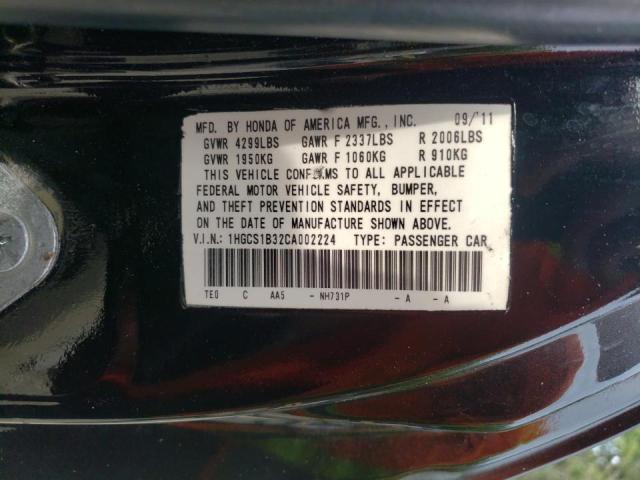 MFD. BY HONDA OF AMERICA MFG., INC. 09/'11
GVWR 4299LBS GAWR F 2337LBS R 2006LBS
GVWR 1950KG GAWR F 1060KG R 910KG
THIS VEHICLE CONFORMS TO ALL APPLICABLE
FEDERAL MOTOR VEHICLE SAFETY, BUMPER,
AND THEFT PREVENTION STANDARDS IN EFFECT
ON THE DATE OF MANUFACTURE SHOWN ABOVE.
V.I.N.: 1HGCS1B32CA002224 TYPE: PASSENGER CAR
TE0 C AA5 - NH731P - A - A